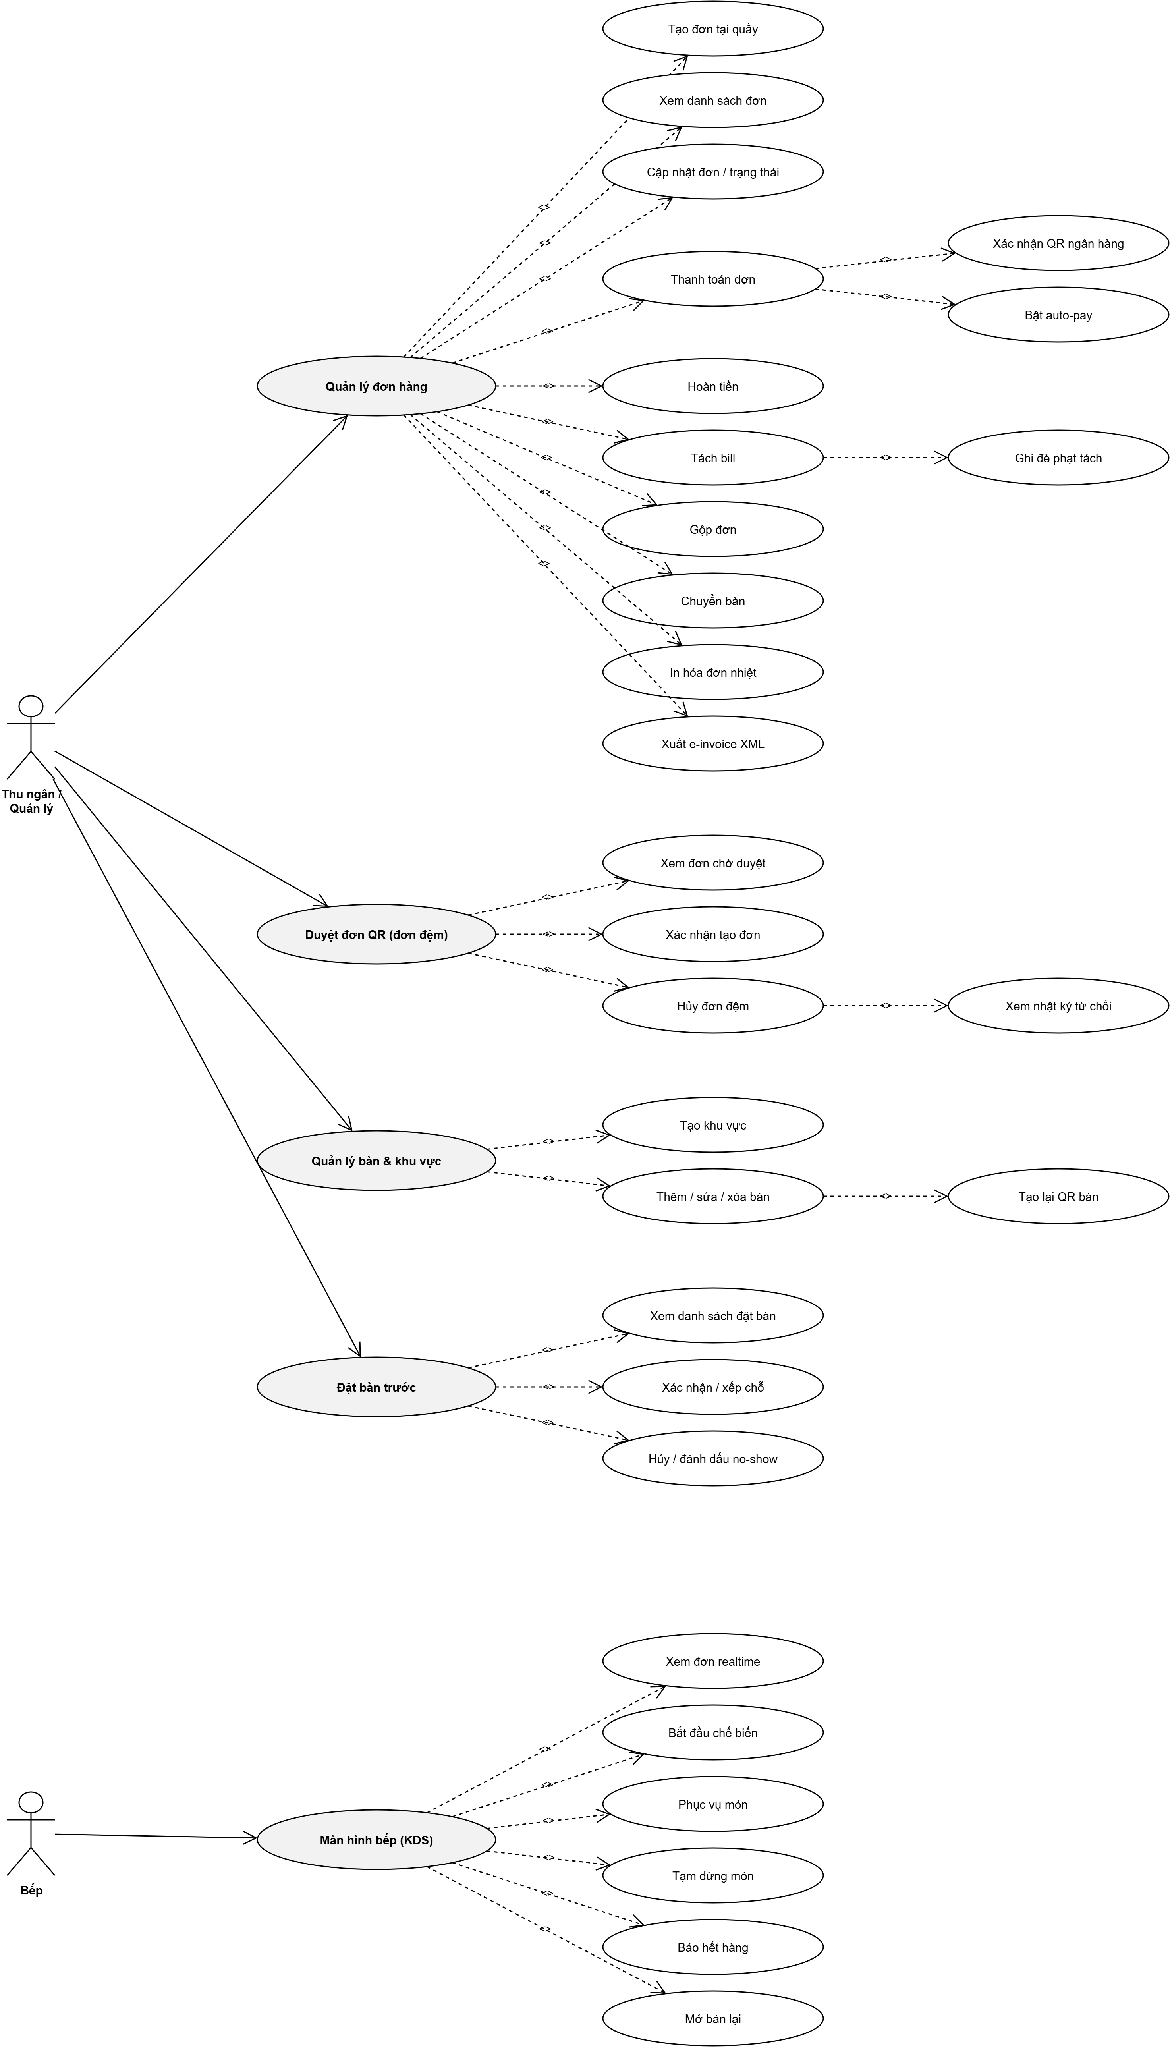 Tạo đơn tại quầy
Xem danh sách đơn
Cập nhật đơn / trạng thái
Xác nhận QR ngân hàng
Thanh toán đơn
Bật auto-pay
Quản lý đơn hàng
Hoàn tiền
Tách bill
Ghi đè phạt tách
Gộp đơn
Chuyển bàn
In hóa đơn nhiệt
Xuất e-invoice XML
Thu ngân /
Quản lý
Xem đơn chờ duyệt
Duyệt đơn QR (đơn đệm)
Xác nhận tạo đơn
Hủy đơn đệm
Xem nhật ký từ chối
Tạo khu vực
Quản lý bàn & khu vực
Thêm / sửa / xóa bàn
Tạo lại QR bàn
Xem danh sách đặt bàn
Đặt bàn trước
Xác nhận / xếp chỗ
Hủy / đánh dấu no-show
Xem đơn realtime
Bắt đầu chế biến
Phục vụ món
Màn hình bếp (KDS)
Tạm dừng món
Bếp
Báo hết hàng
Mở bán lại